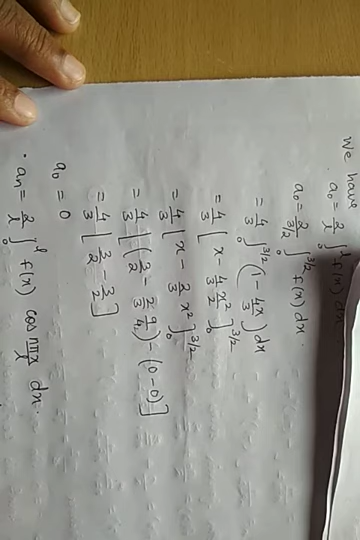 We have
a₀ = 2/l ∫₀^l f(x) dx
a₀ = 2/(3/2) ∫₀^{3/2} f(x) dx.
= 4/3 ∫₀^{3/2} (1 - 4x/3) dx
= 4/3 [x - 4/3 x²/2]₀^{3/2}
= 4/3 [x - 2/3 x²]₀^{3/2}
= 4/3 [(3/2 - 2/3 9/4) - (0-0)]
= 4/3 [3/2 - 3/2]
a₀ = 0
. aₙ = 2/l ∫₀^l f(x) cos nπx/l dx.